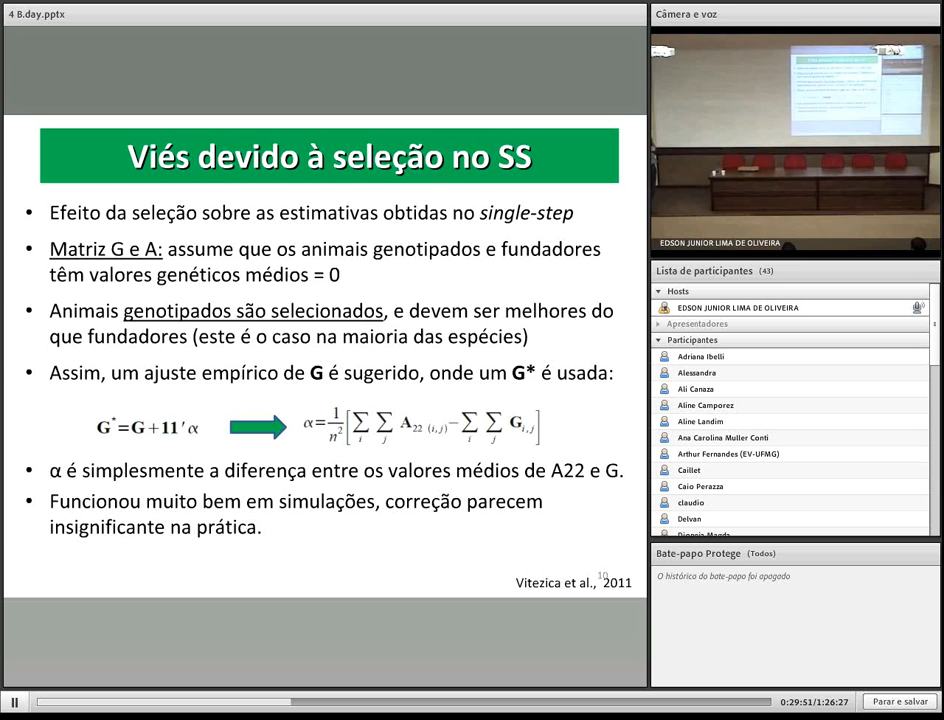 4 B.day.pptx
Viés devido à seleção no SS
• Efeito da seleção sobre as estimativas obtidas no single-step
• Matriz G e A: assume que os animais genotipados e fundadores
têm valores genéticos médios = 0
• Animais genotipados são selecionados, e devem ser melhores do
que fundadores (este é o caso na maioria das espécies)
• Assim, um ajuste empírico de G é sugerido, onde um G* é usada:
G*=G+11′α
α=1/n²[∑i ∑j A22 (i,j)−∑i ∑j Gi,j]
• α é simplesmente a diferença entre os valores médios de A22 e G.
• Funcionou muito bem em simulações, correção parecem
insignificante na prática.
Vitezica et al., 2011
10
Câmera e voz
EDSON JUNIOR LIMA DE OLIVEIRA
Lista de participantes (43)
Hosts
EDSON JUNIOR LIMA DE OLIVEIRA
Apresentadores
Participantes
Adriana Ibelli
Alessandra
Ali Canaza
Aline Camporez
Aline Landim
Ana Carolina Muller Conti
Arthur Fernandes (EV-UFMG)
Caillet
Caio Perazza
claudio
Delvan
Bate-papo Protege (Todos)
O histórico do bate-papo foi apagado
0:29:51/1:26:27
Parar e salvar